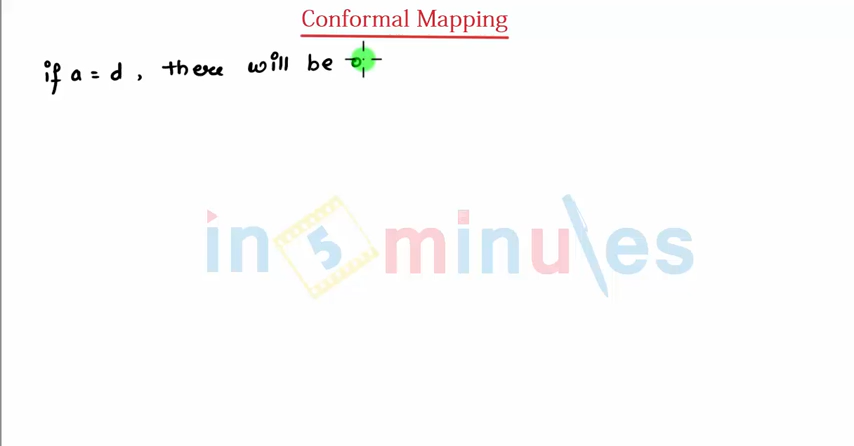 Conformal Mapping
if a = d, there will be
in 5 minutes